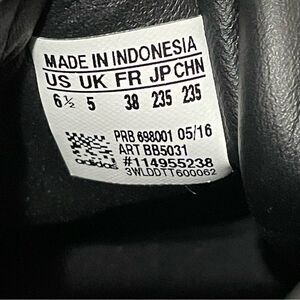 MADE IN INDONESIA
US UK FR JP CHN
6½ 5 38 235 235
PRB 698001 05/16
ART BB5031
adidas #114955238
3WLDDTT600062